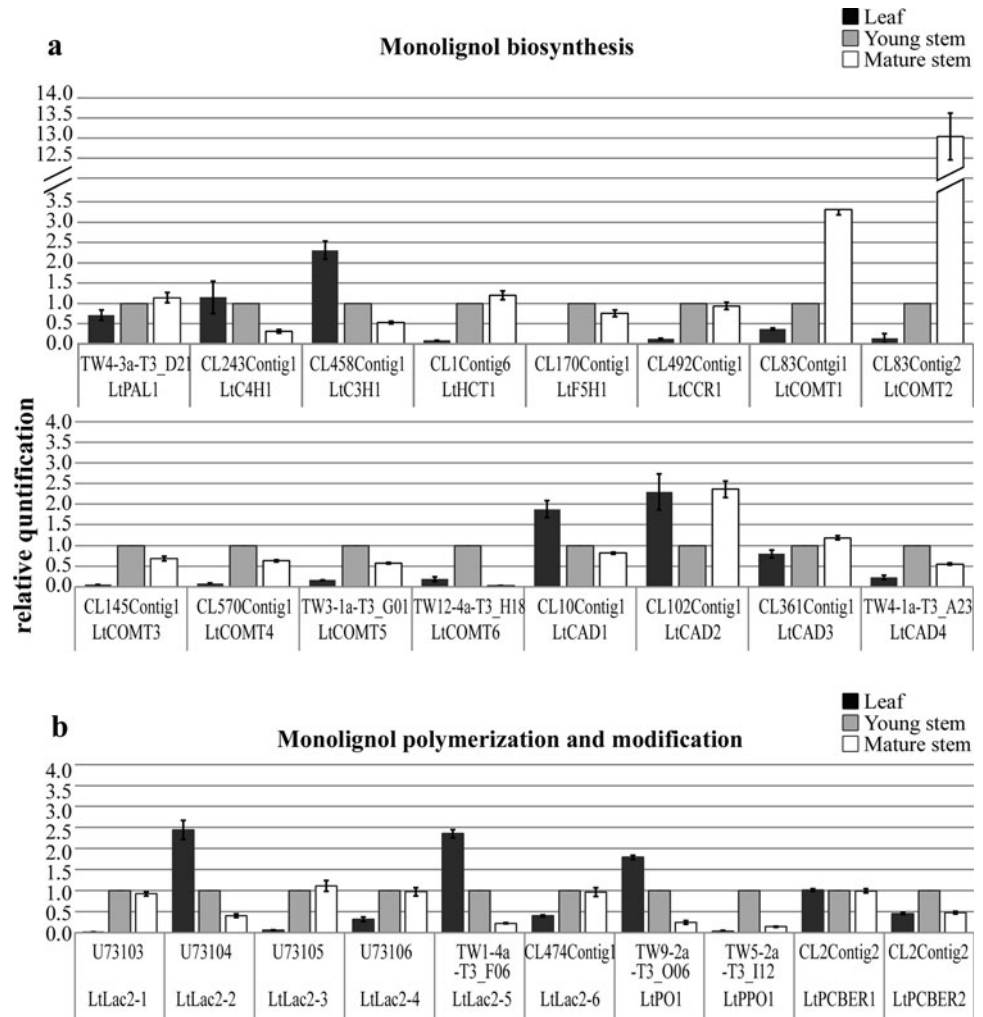 a
Monolignol biosynthesis
Leaf
Young stem
Mature stem
14.0
13.5
13.0
12.5
3.5
3.0
2.5
2.0
1.5
1.0
0.5
0.0
TW4-3a-T3_D21 CL243Contig1 CL458Contig1 CL1Contig6 CL170Contig1 CL492Contig1 CL83Contigi1 CL83Contig2
LtPAL1 LtC4H1 LtC3H1 LtHCT1 LtF5H1 LtCCR1 LtCOMT1 LtCOMT2
relative quntification
4.0
3.5
3.0
2.5
2.0
1.5
1.0
0.5
0.0
CL145Contig1 CL570Contig1 TW3-1a-T3_G01 TW12-4a-T3_H18 CL10Contig1 CL102Contig1 CL361Contig1 TW4-1a-T3_A23
LtCOMT3 LtCOMT4 LtCOMT5 LtCOMT6 LtCAD1 LtCAD2 LtCAD3 LtCAD4
b
Monolignol polymerization and modification
Leaf
Young stem
Mature stem
4.0
3.5
3.0
2.5
2.0
1.5
1.0
0.5
0.0
U73103 U73104 U73105 U73106 TW1-4a CL474Contig1 TW9-2a TW5-2a CL2Contig2 CL2Contig2
-T3_F06 -T3_O06 -T3_I12
LtLac2-1 LtLac2-2 LtLac2-3 LtLac2-4 LtLac2-5 LtLac2-6 LtPO1 LtPPO1 LtPCBER1 LtPCBER2